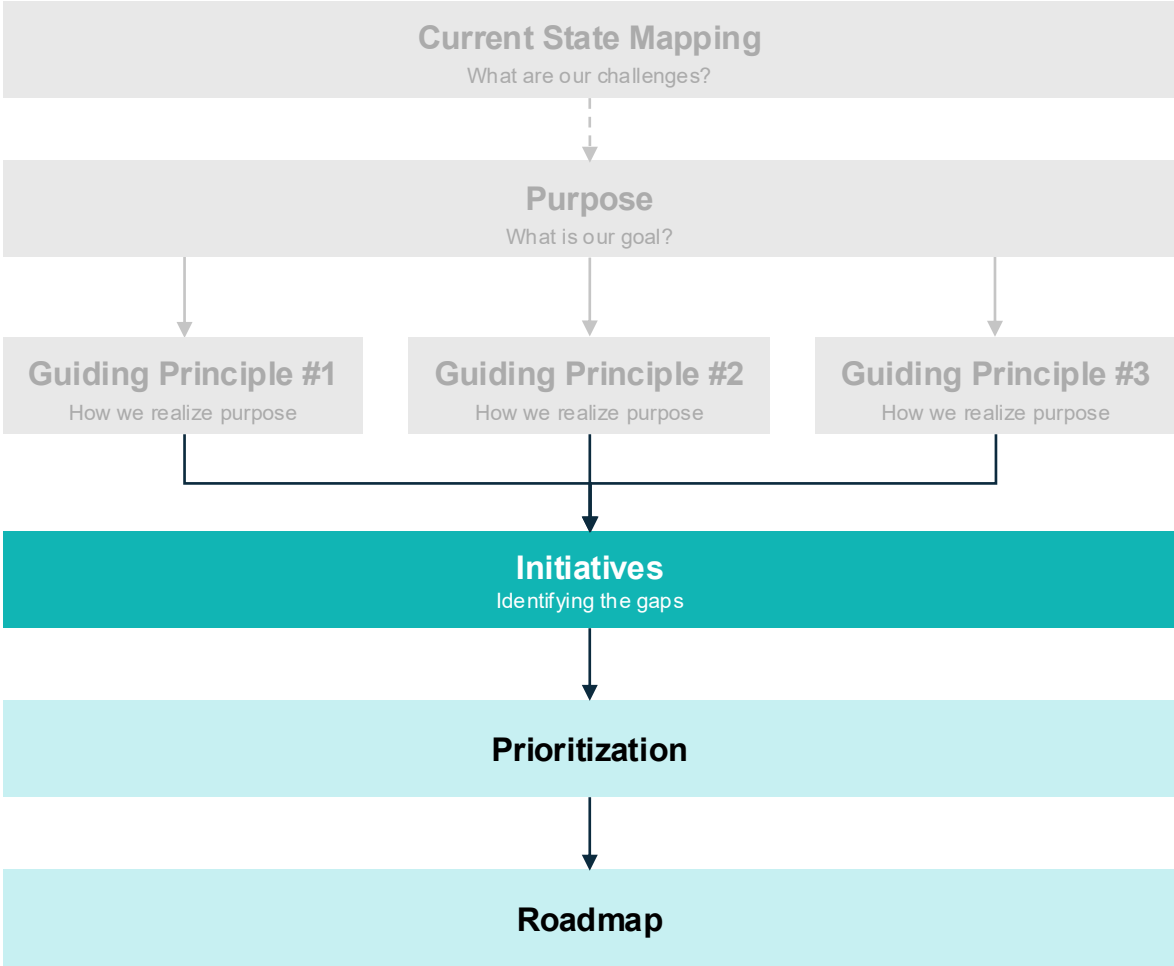 Current State Mapping
What are our challenges?
Purpose
What is our goal?
Guiding Principle #1
How we realize purpose
Guiding Principle #2
How we realize purpose
Guiding Principle #3
How we realize purpose
Initiatives
Identifying the gaps
Prioritization
Roadmap